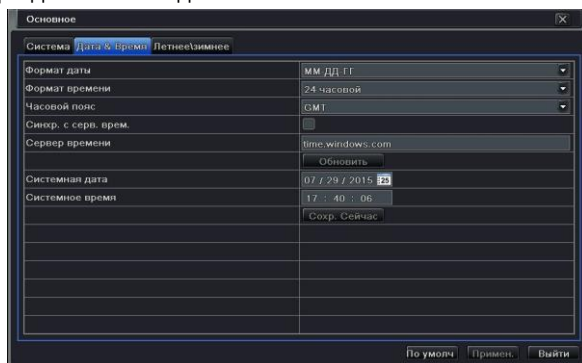 Основное
Система Дата & Время Летнее\зимнее
Формат даты ММ ДД ГГ
Формат времени 24 часовой
Часовой пояс GMT
Синхр. с серв. врем.
Сервер времени time.windows.com
Обновить
Системная дата 07 / 29 / 2015 25
Системное время 17 : 40 : 06
Сохр. Сейчас
По умолч Примен. Выйти